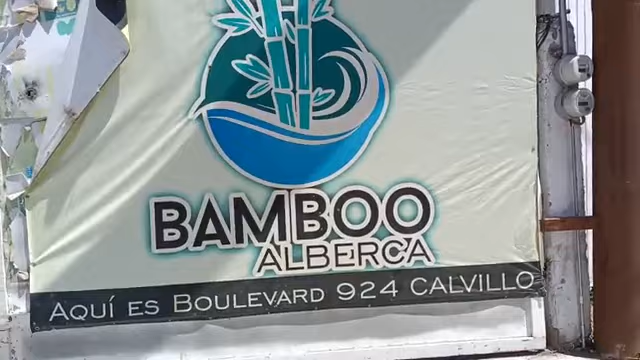 BAMBOO
ALBERCA
AQUÍ ES BOULEVARD 924 CALVILLO